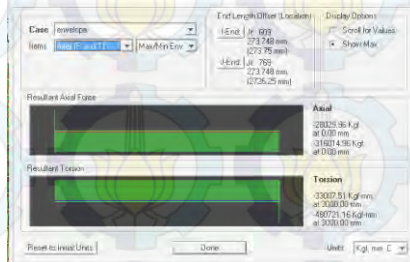 Case envelope
Items Axial (P and T) Max/Min Env
End Length Offset (Location)
I-End: Jt: 609
273.748 mm
(273.75 mm)
J-End: Jt: 769
273.748 mm
(2726.25 mm)
Display Options
Scroll for Values
Show Max
Resultant Axial Force
Axial
-28029.96 Kgf
at 0.00 mm
-316014.96 Kgf
at 0.00 mm
Resultant Torsion
Torsion
-33007.51 Kgf-mm
at 3000.00 mm
-480721.16 Kgf-mm
at 3000.00 mm
Reset to Initial Units
Done
Units Kgf, mm, C